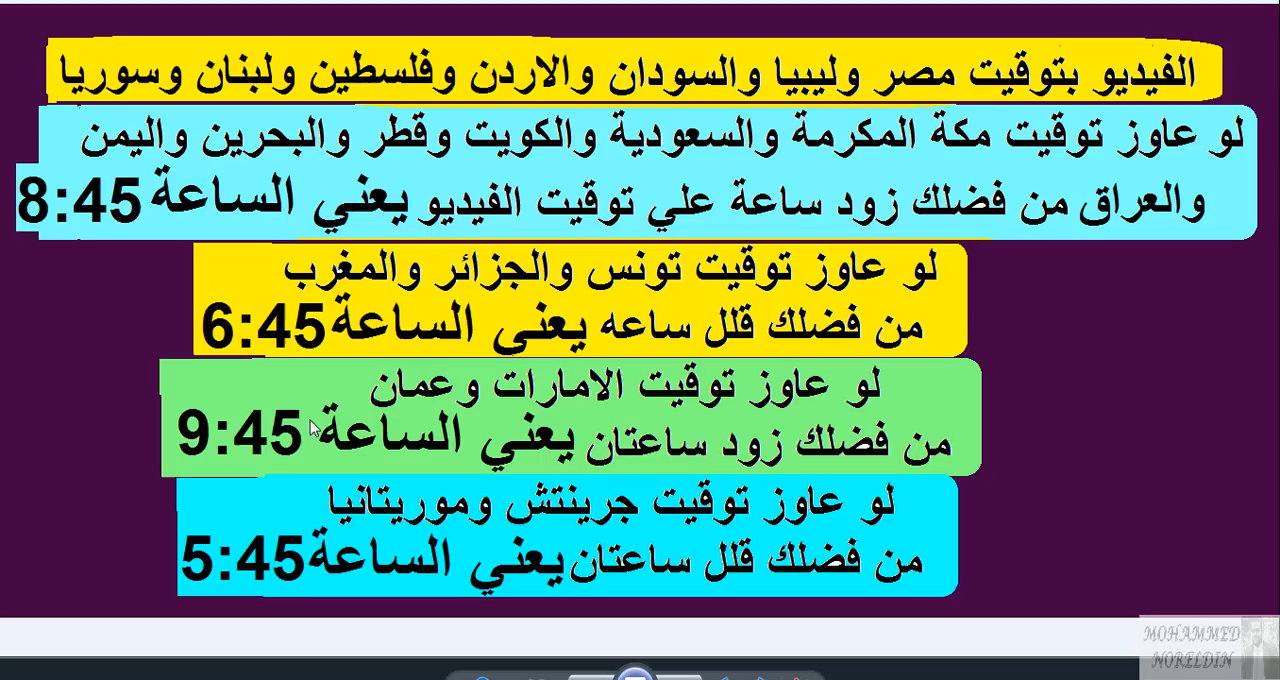 الفيديو بتوقيت مصر وليبيا والسودان والاردن وفلسطين ولبنان وسوريا
لو عاوز توقيت مكة المكرمة والسعودية والكويت وقطر والبحرين واليمن
والعراق من فضلك زود ساعة علي توقيت الفيديو يعني الساعة 8:45
لو عاوز توقيت تونس والجزائر والمغرب
من فضلك قلل ساعه يعني الساعة 6:45
لو عاوز توقيت الامارات وعمان
من فضلك زود ساعتان يعني الساعة 9:45
لو عاوز توقيت جرينتش وموريتانيا
من فضلك قلل ساعتان يعني الساعة 5:45
MOHAMMED
NORELDIN